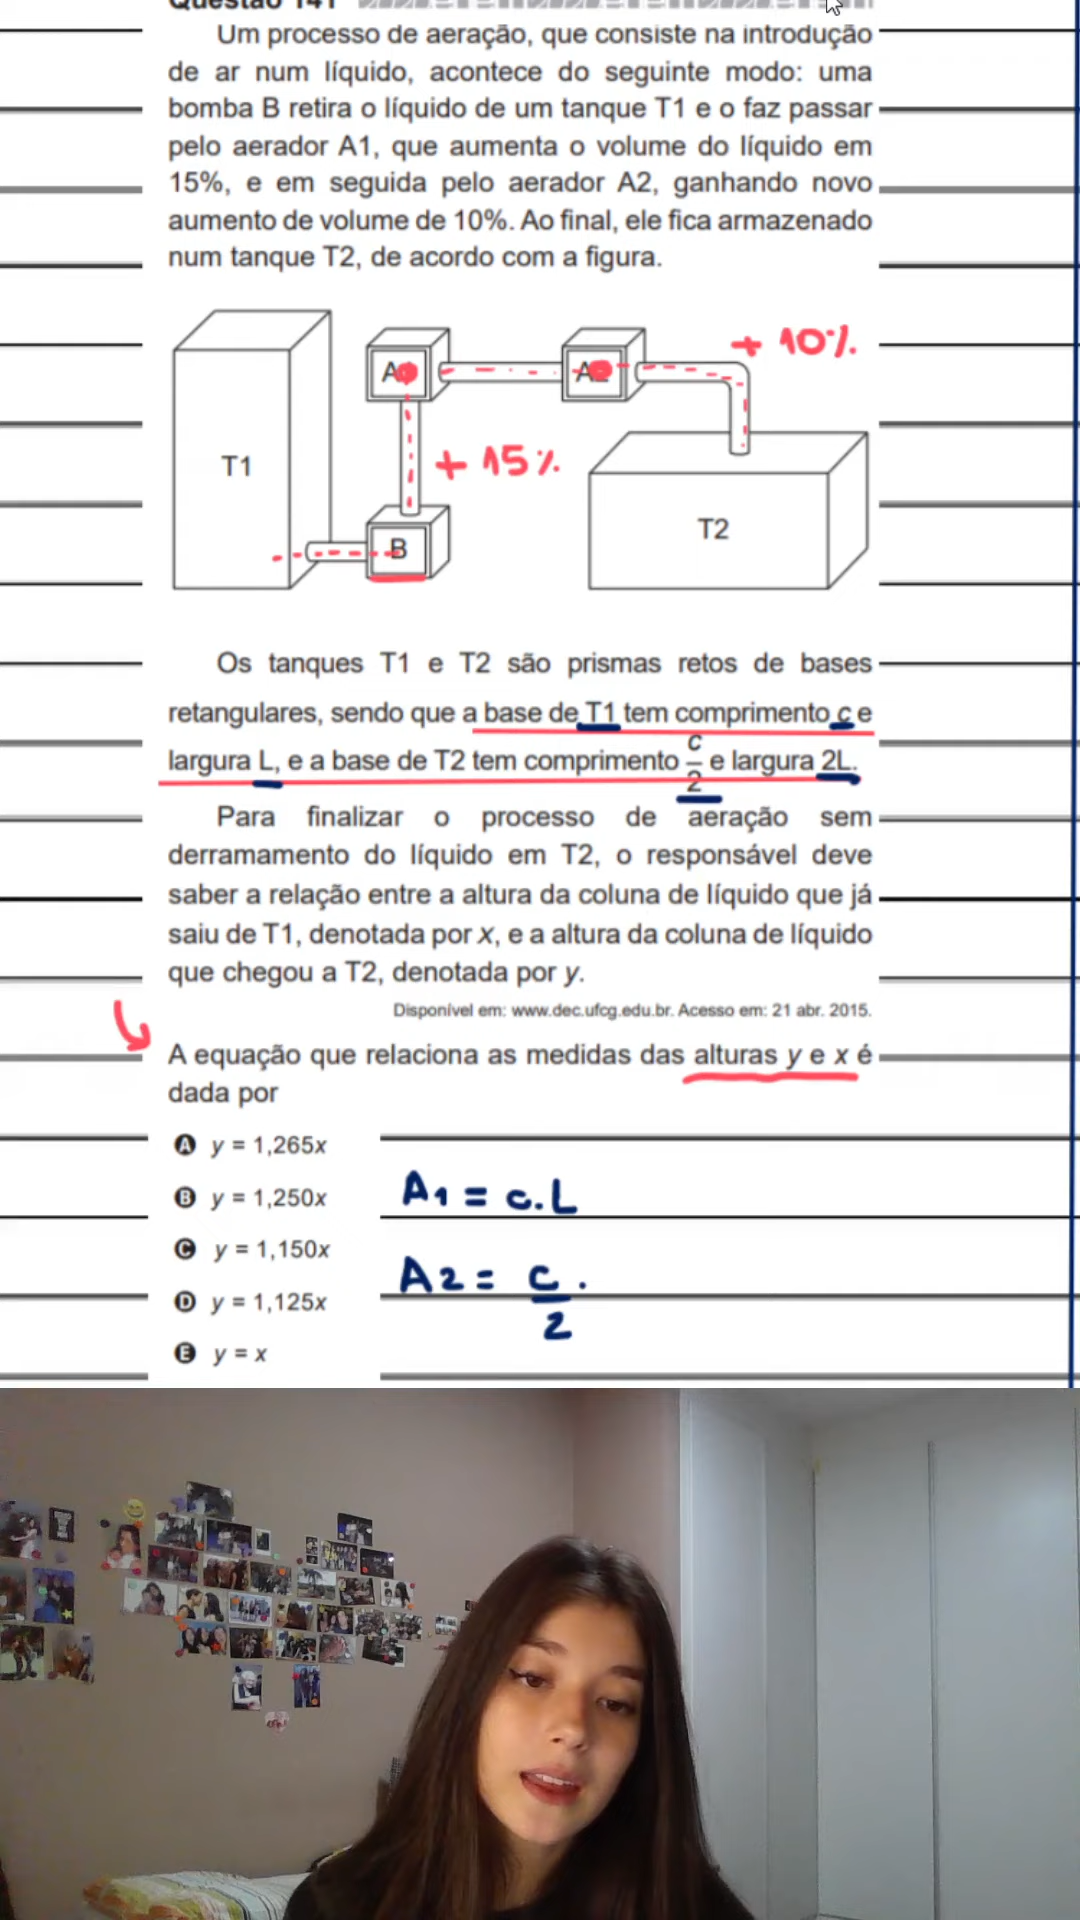 Questão 141
Um processo de aeração, que consiste na introdução
de ar num líquido, acontece do seguinte modo: uma
bomba B retira o líquido de um tanque T1 e o faz passar
pelo aerador A1, que aumenta o volume do líquido em
15%, e em seguida pelo aerador A2, ganhando novo
aumento de volume de 10%. Ao final, ele fica armazenado
num tanque T2, de acordo com a figura.
+ 10%.
A2
T1
+ 15%
B
T2
Os tanques T1 e T2 são prismas retos de bases
retangulares, sendo que a base de T1 tem comprimento c e
largura L, e a base de T2 tem comprimento c/2 e largura 2L.
Para finalizar o processo de aeração sem
derramamento do líquido em T2, o responsável deve
saber a relação entre a altura da coluna de líquido que já
saiu de T1, denotada por x, e a altura da coluna de líquido
que chegou a T2, denotada por y.
Disponível em: www.dec.ufcg.edu.br. Acesso em: 21 abr. 2015.
A equação que relaciona as medidas das alturas y e x é
dada por
A y = 1,265x
B y = 1,250x
C y = 1,150x
D y = 1,125x
E y = x
A1 = c.L
A2 = c/2 .